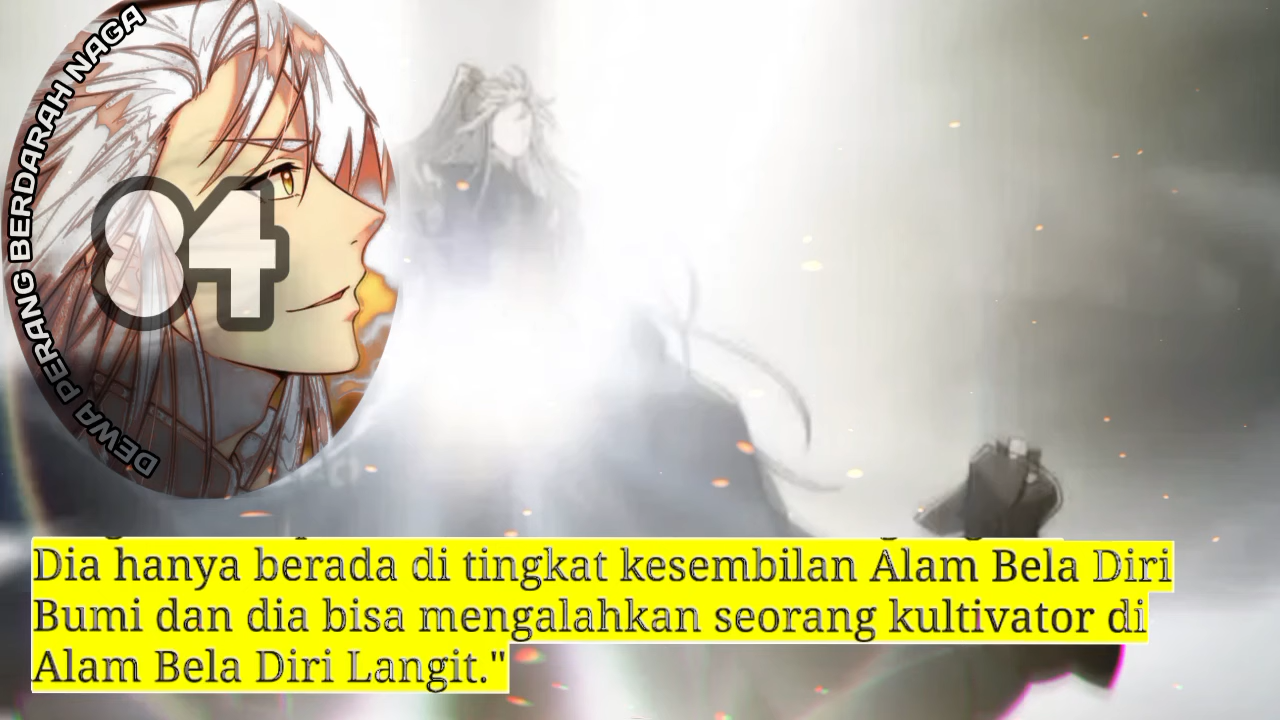 DEWA PERANG BERDARAH NAGA
84
Dia hanya berada di tingkat kesembilan Alam Bela Diri
Bumi dan dia bisa mengalahkan seorang kultivator di
Alam Bela Diri Langit."